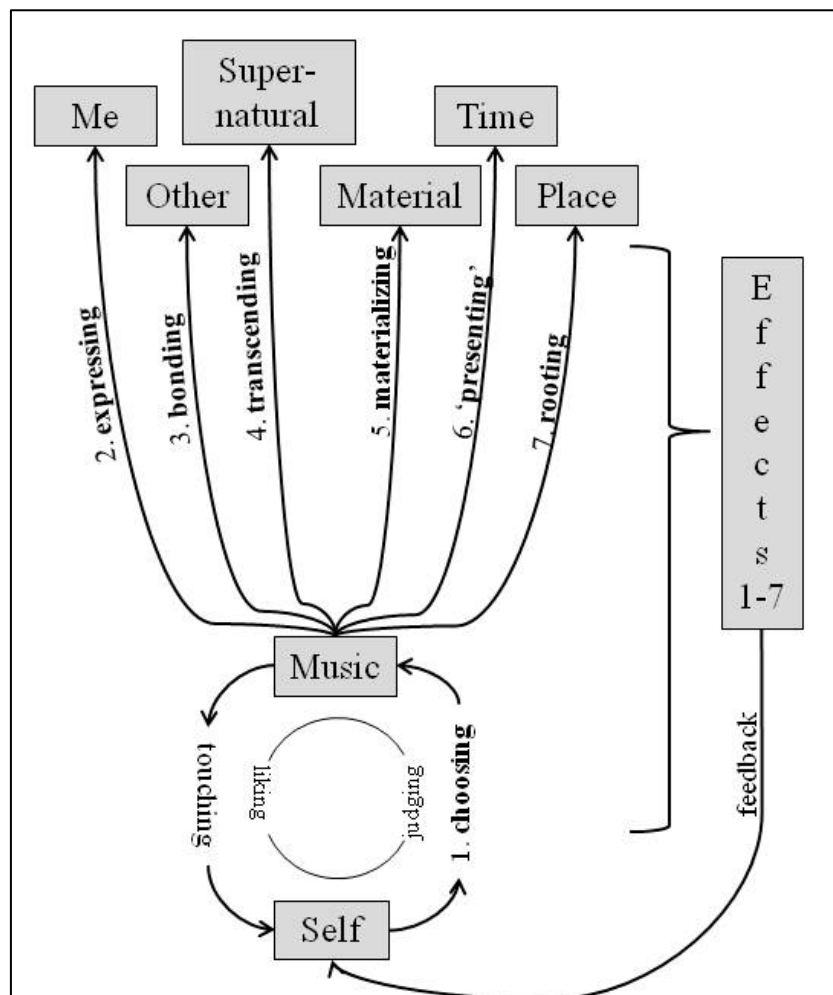 Super-
natural
Me
Time
Other
Material
Place
2. expressing
3. bonding
4. transcending
5. materializing
6. ‘presenting’
7. rooting
E
f
f
e
c
t
s
1-7
Music
touching
liking
judging
1. choosing
feedback
Self